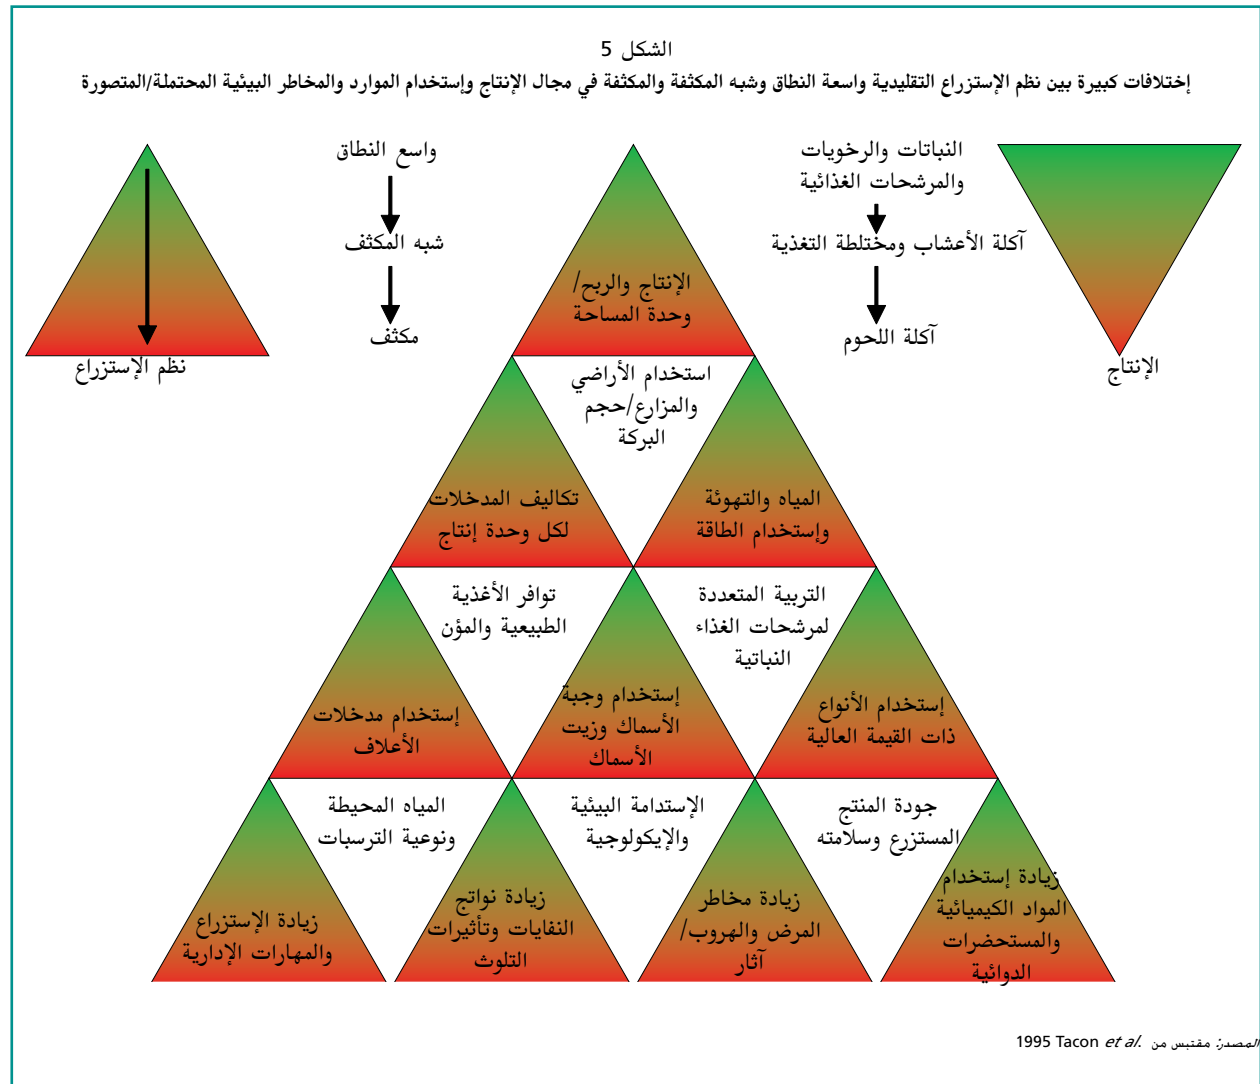 الشكل 5
إختلافات كبيرة بين نظم الإستزراع التقليدية واسعة النطاق وشبه المكثفة والمكثفة في مجال الإنتاج وإستخدام الموارد والمخاطر البيئية المحتملة/المتصورة
النباتات والرخويات
والمرشحات الغذائية
آكلة الأعشاب ومختلطة التغذية
آكلة اللحوم
الإنتاج
واسع النطاق
شبه المكثف
مكثف
نظم الإستزراع
الإنتاج والربح/
وحدة المساحة
استخدام الأراضي
والمزارع/حجم
البركة
المياه والتهوئة
وإستخدام الطاقة
تكاليف المدخلات
لكل وحدة إنتاج
التربية المتعددة
لمرشحات الغذاء
النباتية
توافر الأغذية
الطبيعية والمؤن
إستخدام الأنواع
ذات القيمة العالية
إستخدام وجبة
الأسماك وزيت
الأسماك
إستخدام مدخلات
الأعلاف
جودة المنتج
المستزرع وسلامته
الإستدامة البيئية
والإيكولوجية
المياه المحيطة
ونوعية الترسبات
زيادة إستخدام
المواد الكيميائية
والمستحضرات
الدوائية
زيادة مخاطر
المرض والهروب/
آثار
زيادة نواتج
النفايات وتأثيرات
التلوث
زيادة الإستزراع
والمهارات الإدارية
المصدر: مقتبس من Tacon et al. 1995